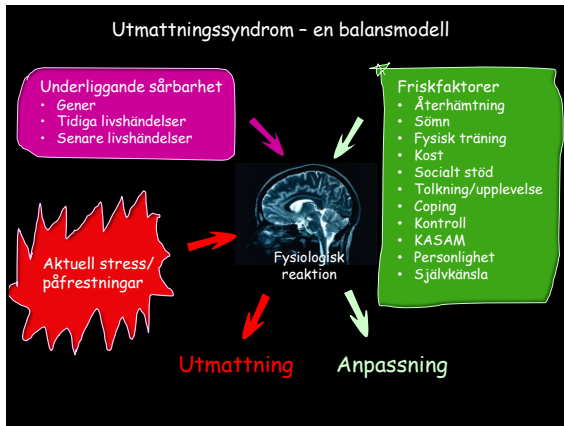 Utmattningssyndrom – en balansmodell
Underliggande sårbarhet
• Gener
• Tidiga livshändelser
• Senare livshändelser
Friskfaktorer
• Återhämtning
• Sömn
• Fysisk träning
• Kost
• Socialt stöd
• Tolkning/upplevelse
• Coping
• Kontroll
• KASAM
• Personlighet
• Självkänsla
Aktuell stress/
påfrestningar
Fysiologisk
reaktion
Utmattning
Anpassning